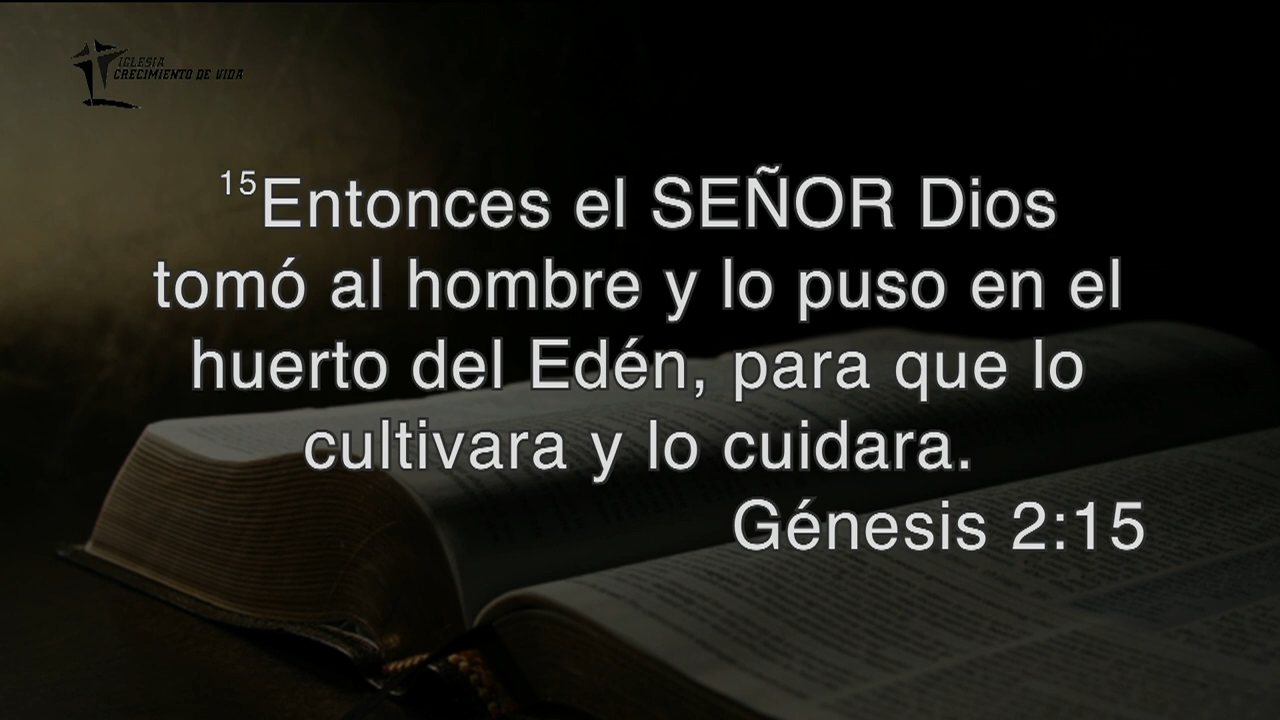 IGLESIA
CRECIMIENTO DE VIDA
15Entonces el SEÑOR Dios
tomó al hombre y lo puso en el
huerto del Edén, para que lo
cultivara y lo cuidara.
Génesis 2:15